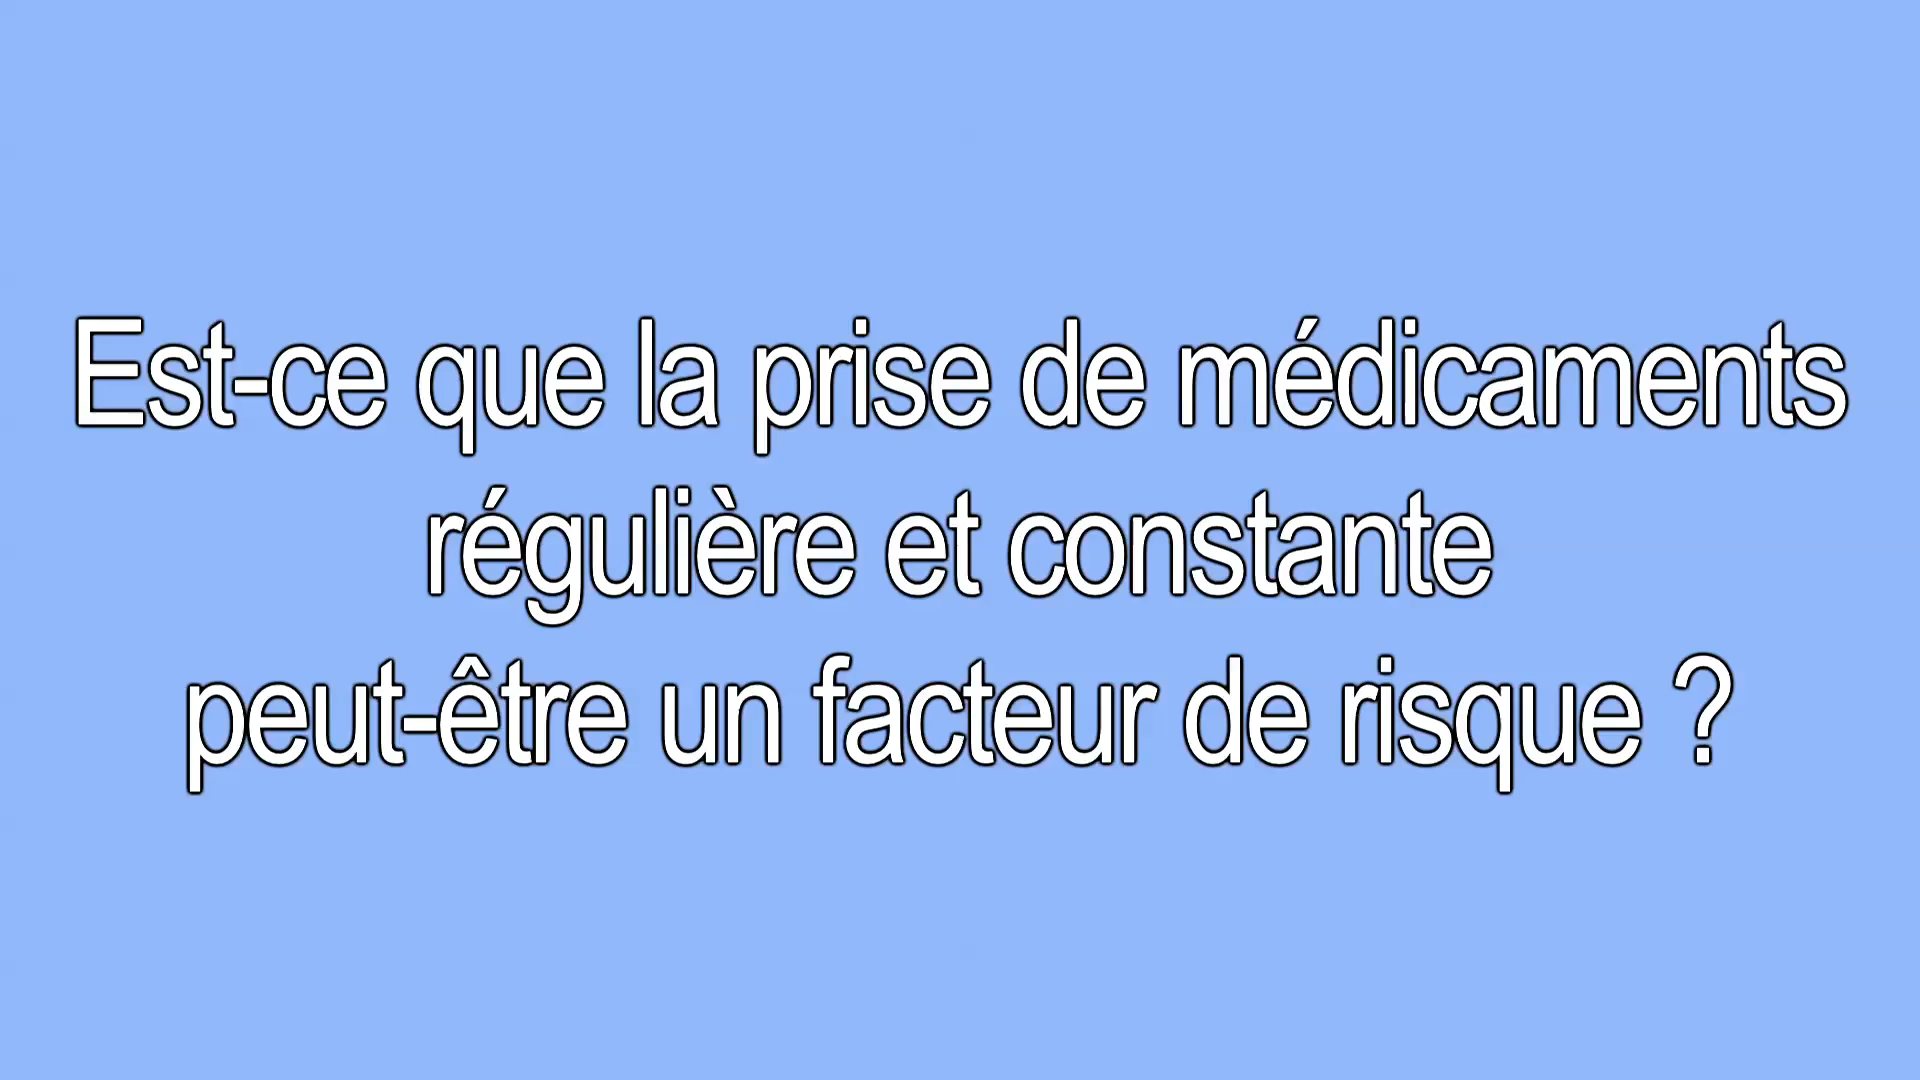 Est-ce que la prise de médicaments
régulière et constante
peut-être un facteur de risque ?